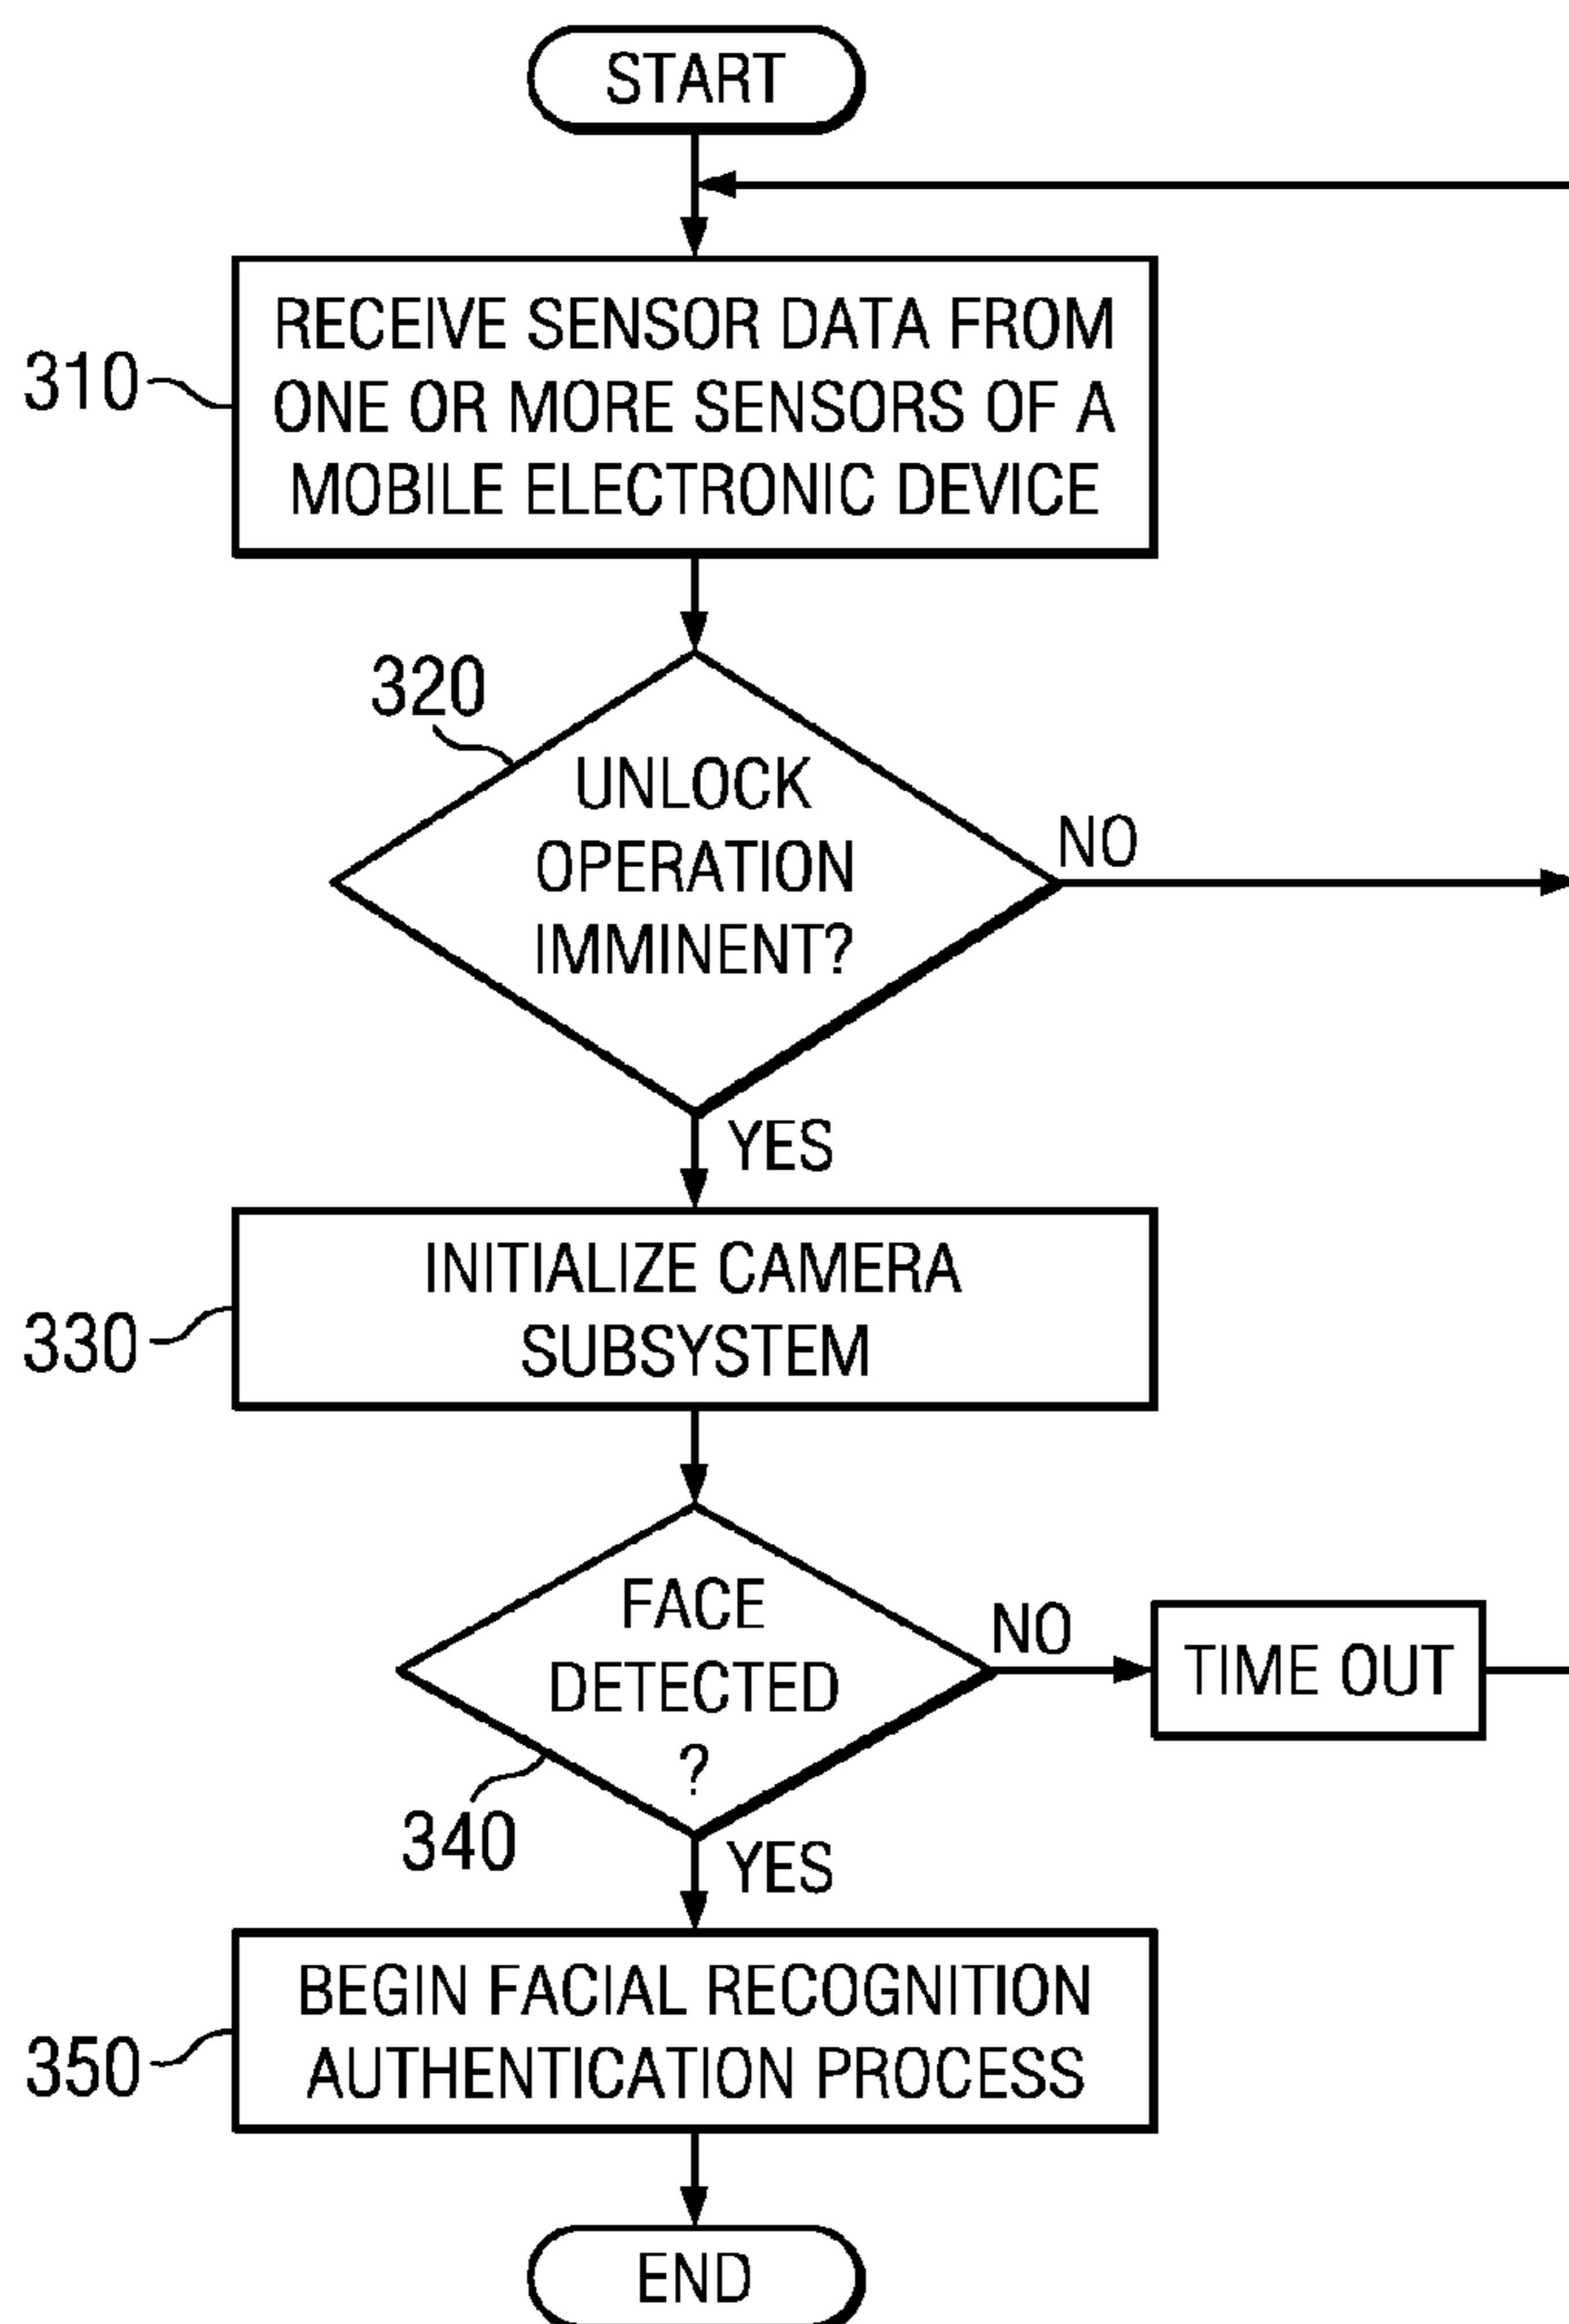 START
310
RECEIVE SENSOR DATA FROM
ONE OR MORE SENSORS OF A
MOBILE ELECTRONIC DEVICE
320
UNLOCK
OPERATION
IMMINENT?
NO
YES
330
INITIALIZE CAMERA
SUBSYSTEM
FACE
DETECTED
?
NO
TIME OUT
340
YES
350
BEGIN FACIAL RECOGNITION
AUTHENTICATION PROCESS
END